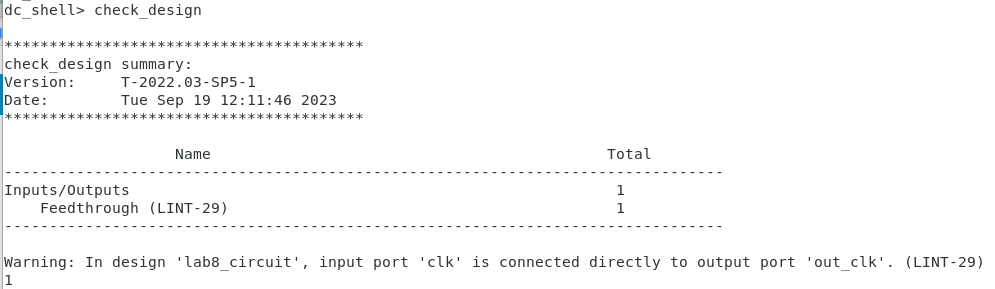 dc_shell> check_design
****************************************
check_design summary:
Version:     T-2022.03-SP5-1
Date:        Tue Sep 19 12:11:46 2023
****************************************
                   Name                                            Total
--------------------------------------------------------------------------------
Inputs/Outputs                                                      1
    Feedthrough (LINT-29)                                           1
--------------------------------------------------------------------------------
Warning: In design 'lab8_circuit', input port 'clk' is connected directly to output port 'out_clk'. (LINT-29)
1